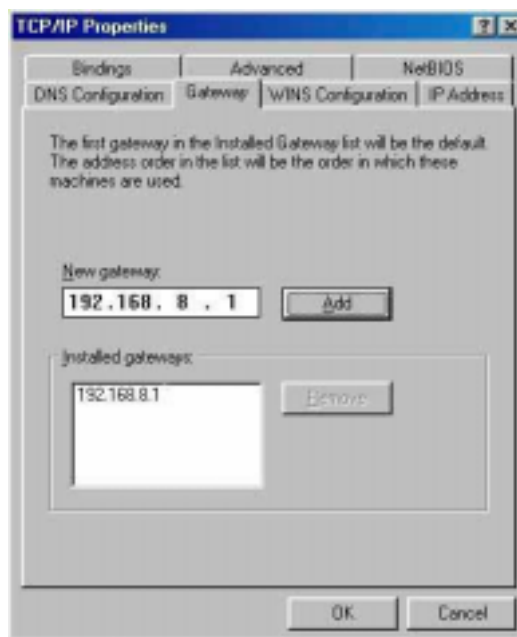 TCP/IP Properties
? ×
Bindings Advanced NetBIOS
DNS Configuration Gateway WINS Configuration IP Address
The first gateway in the Installed Gateway list will be the default.
The address order in the list will be the order in which these
machines are used.
New gateway:
192.168. 8 . 1 Add
Installed gateways:
192.168.8.1 Remove
OK Cancel